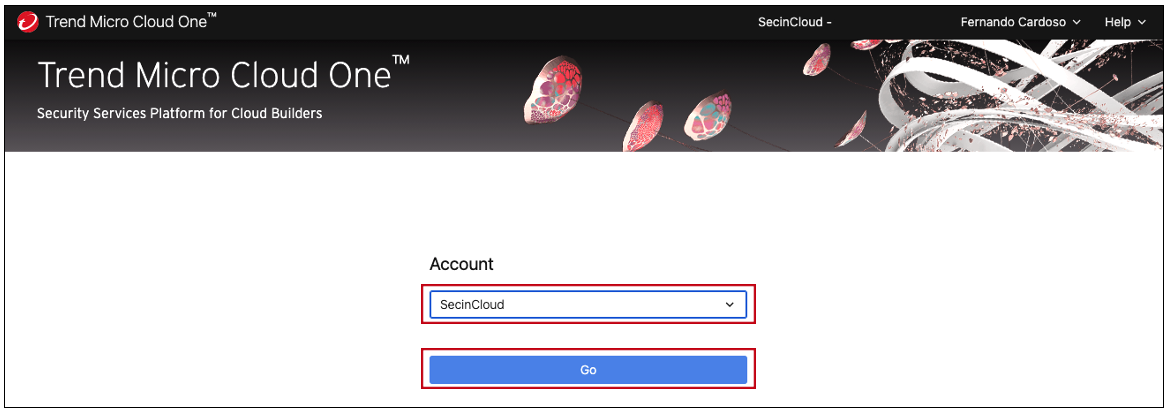 Trend Micro Cloud One™ SecinCloud - Fernando Cardoso Help
Trend Micro Cloud One™
Security Services Platform for Cloud Builders
Account
SecinCloud
Go